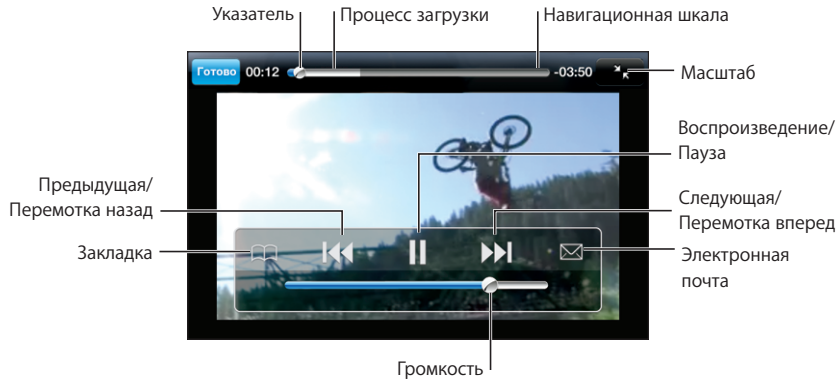 Указатель
Процесс загрузки
Навигационная шкала
Готово
00:12
-03:50
Масштаб
Воспроизведение/
Пауза
Предыдущая/
Перемотка назад
Следующая/
Перемотка вперед
Закладка
Электронная
почта
Громкость